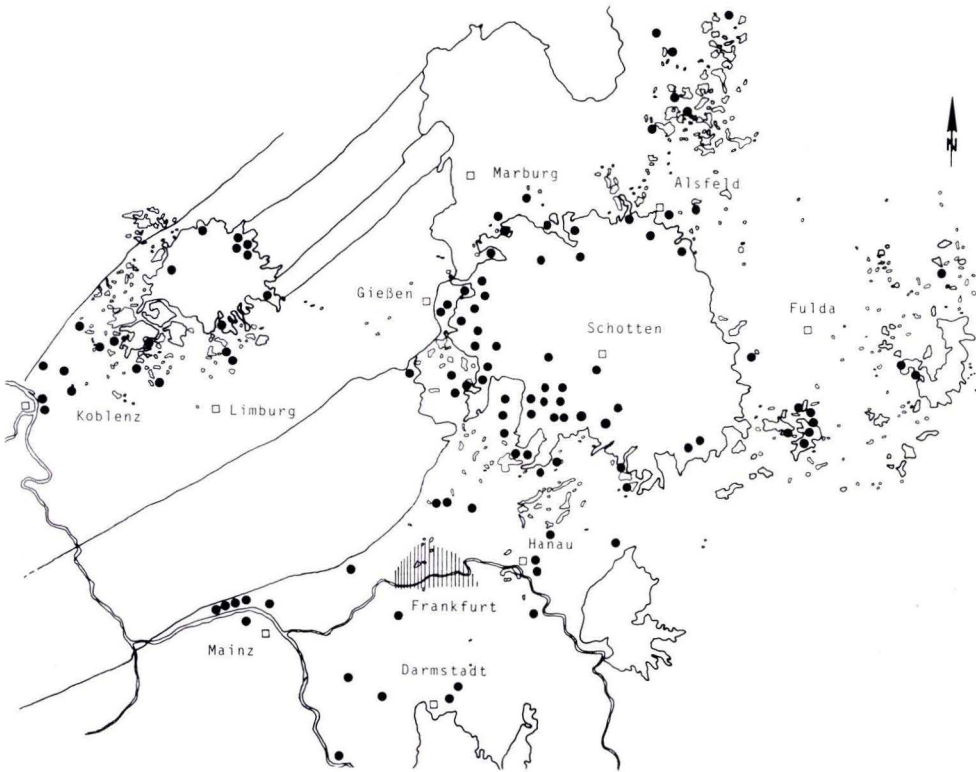 N
Marburg
Alsfeld
Gießen
Fulda
Schotten
Koblenz
Limburg
Hanau
Frankfurt
Mainz
Darmstadt